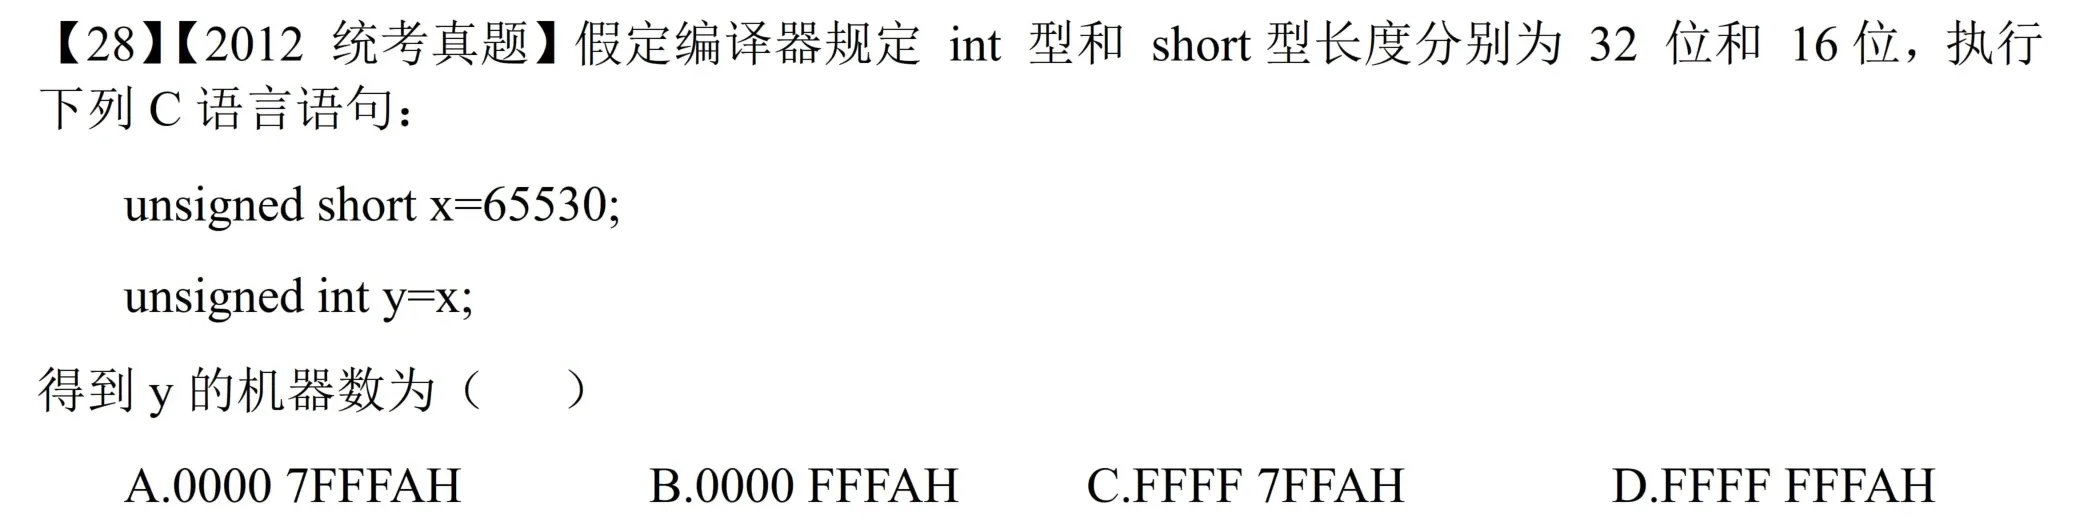 【28】【2012 统考真题】假定编译器规定 int 型和 short 型长度分别为 32 位和 16 位，执行
下列 C 语言语句：
unsigned short x=65530;
unsigned int y=x;
得到 y 的机器数为（ ）
A.0000 7FFFAH B.0000 FFFAH C.FFFF 7FFAH D.FFFF FFFAH